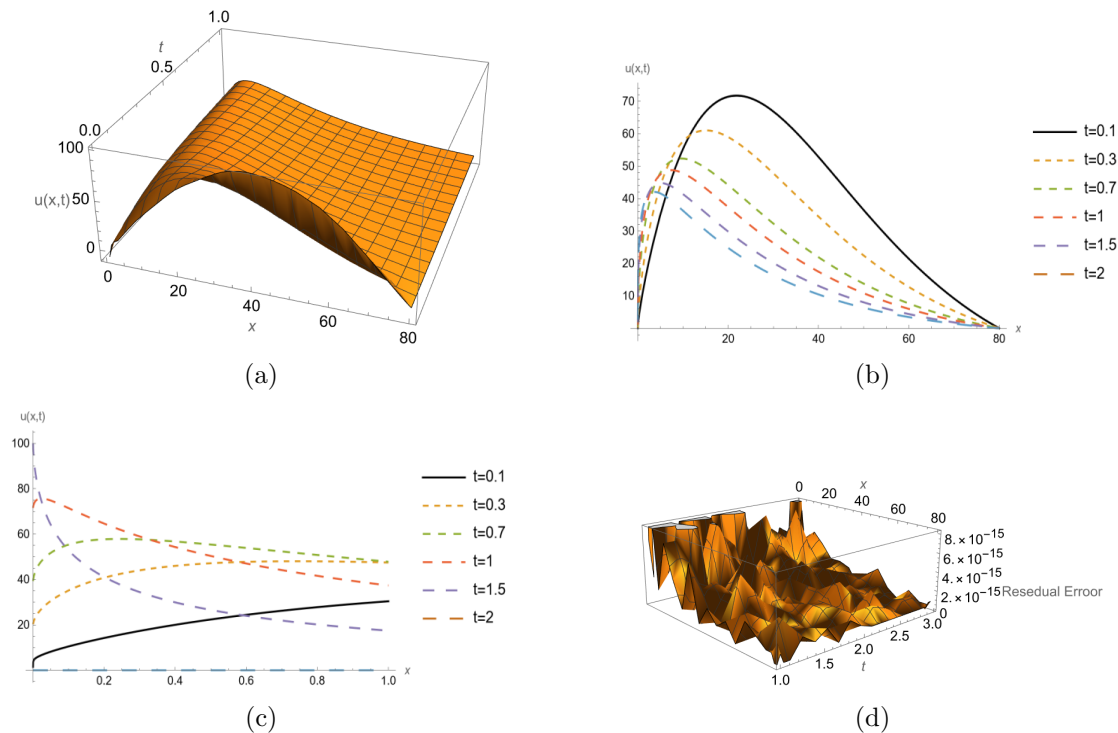 1.0
t
0.5
0.0
100
50
u(x,t)
0
0
20
40
x
60
80
(a)
u(x,t)
70
60
50
40
30
20
10
20
40
60
80
x
t=0.1
t=0.3
t=0.7
t=1
t=1.5
t=2
(b)
u(x,t)
100
80
60
40
20
0.2
0.4
0.6
0.8
1.0
x
t=0.1
t=0.3
t=0.7
t=1
t=1.5
t=2
(c)
0
x
20
40
60
80
8.×10-15
6.×10-15
4.×10-15
2.×10-15
Resedual Erroor
0
3.0
2.5
2.0
t
1.5
1.0
(d)